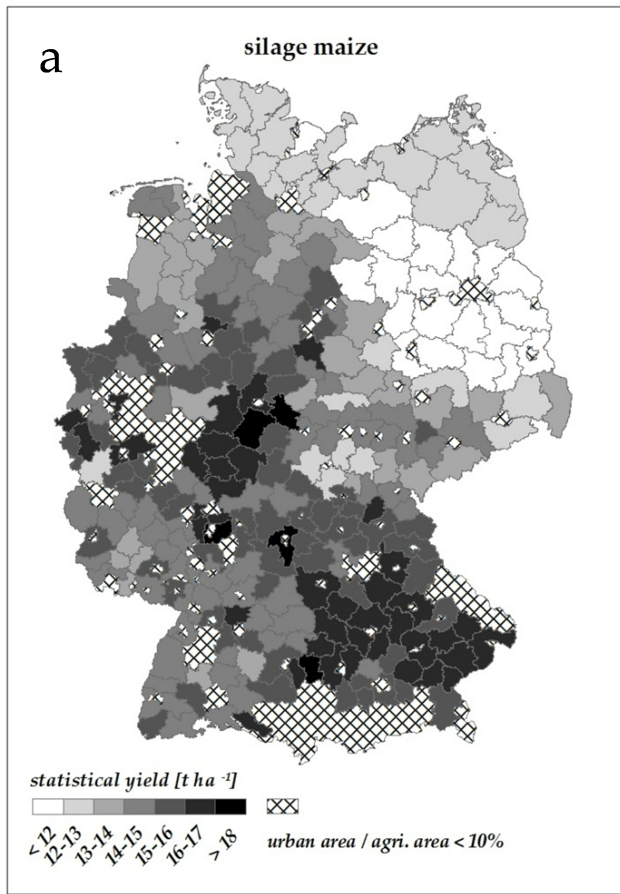 a
silage maize
statistical yield [t ha ⁻¹]
< 12
12-13
13-14
14-15
15-16
16-17
> 18
urban area / agri. area < 10%